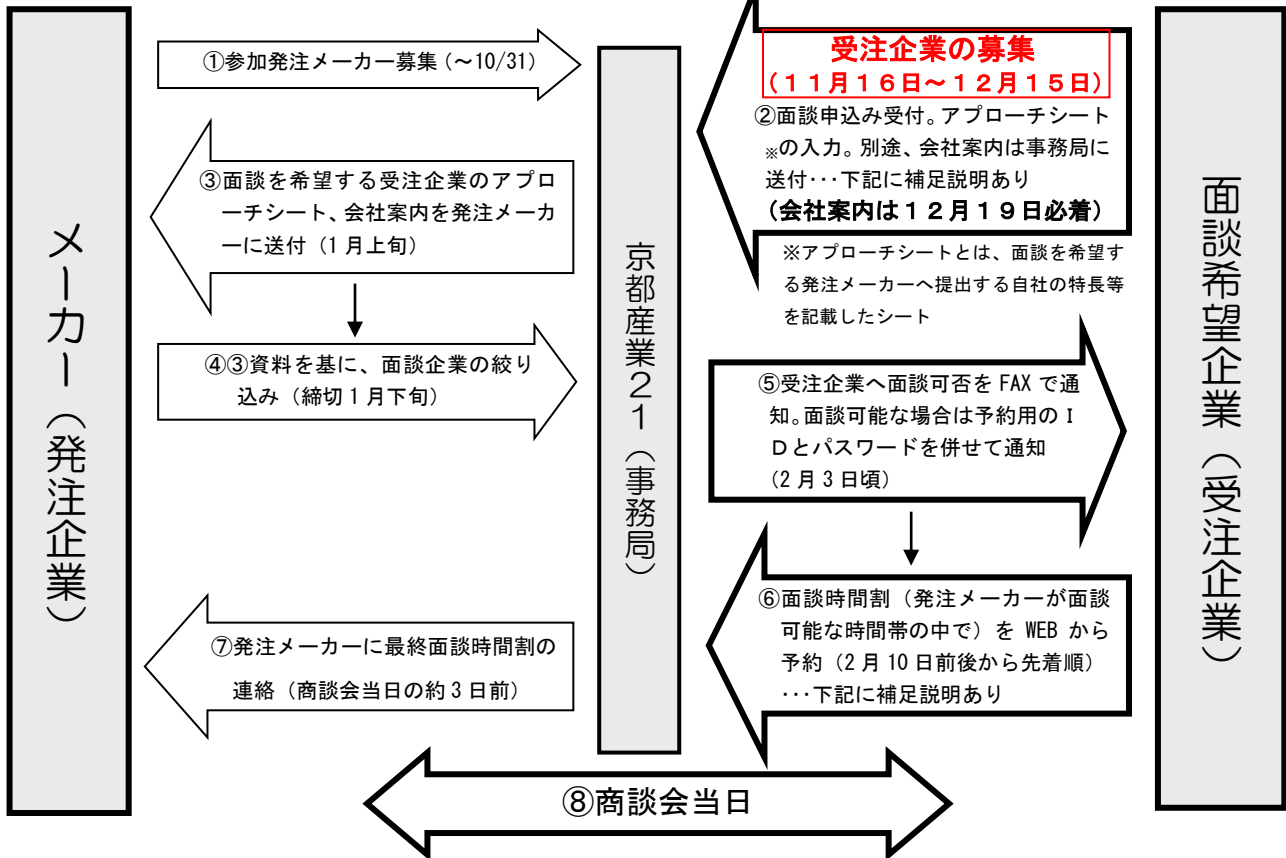 メーカー（発注企業）
①参加発注メーカー募集（～10/31）
③面談を希望する受注企業のアプロ
ーチシート、会社案内を発注メーカ
ーに送付（1月上旬）
④③資料を基に、面談企業の絞り
込み（締切1月下旬）
⑦発注メーカーに最終面談時間割の
連絡（商談会当日の約3日前）
京都産業２１（事務局）
受注企業の募集
（１１月１６日～１２月１５日）
②面談申込み受付。アプローチシート
※の入力。別途、会社案内は事務局に
送付･･･下記に補足説明あり
（会社案内は１２月１９日必着）
※アプローチシートとは、面談を希望す
る発注メーカーへ提出する自社の特長等
を記載したシート
⑤受注企業へ面談可否を FAX で通
知。面談可能な場合は予約用の I
Ｄとパスワードを併せて通知
（2月3日頃）
⑥面談時間割（発注メーカーが面談
可能な時間帯の中で）を WEB から
予約（2月10日前後から先着順）
･･･下記に補足説明あり
面談希望企業（受注企業）
⑧商談会当日